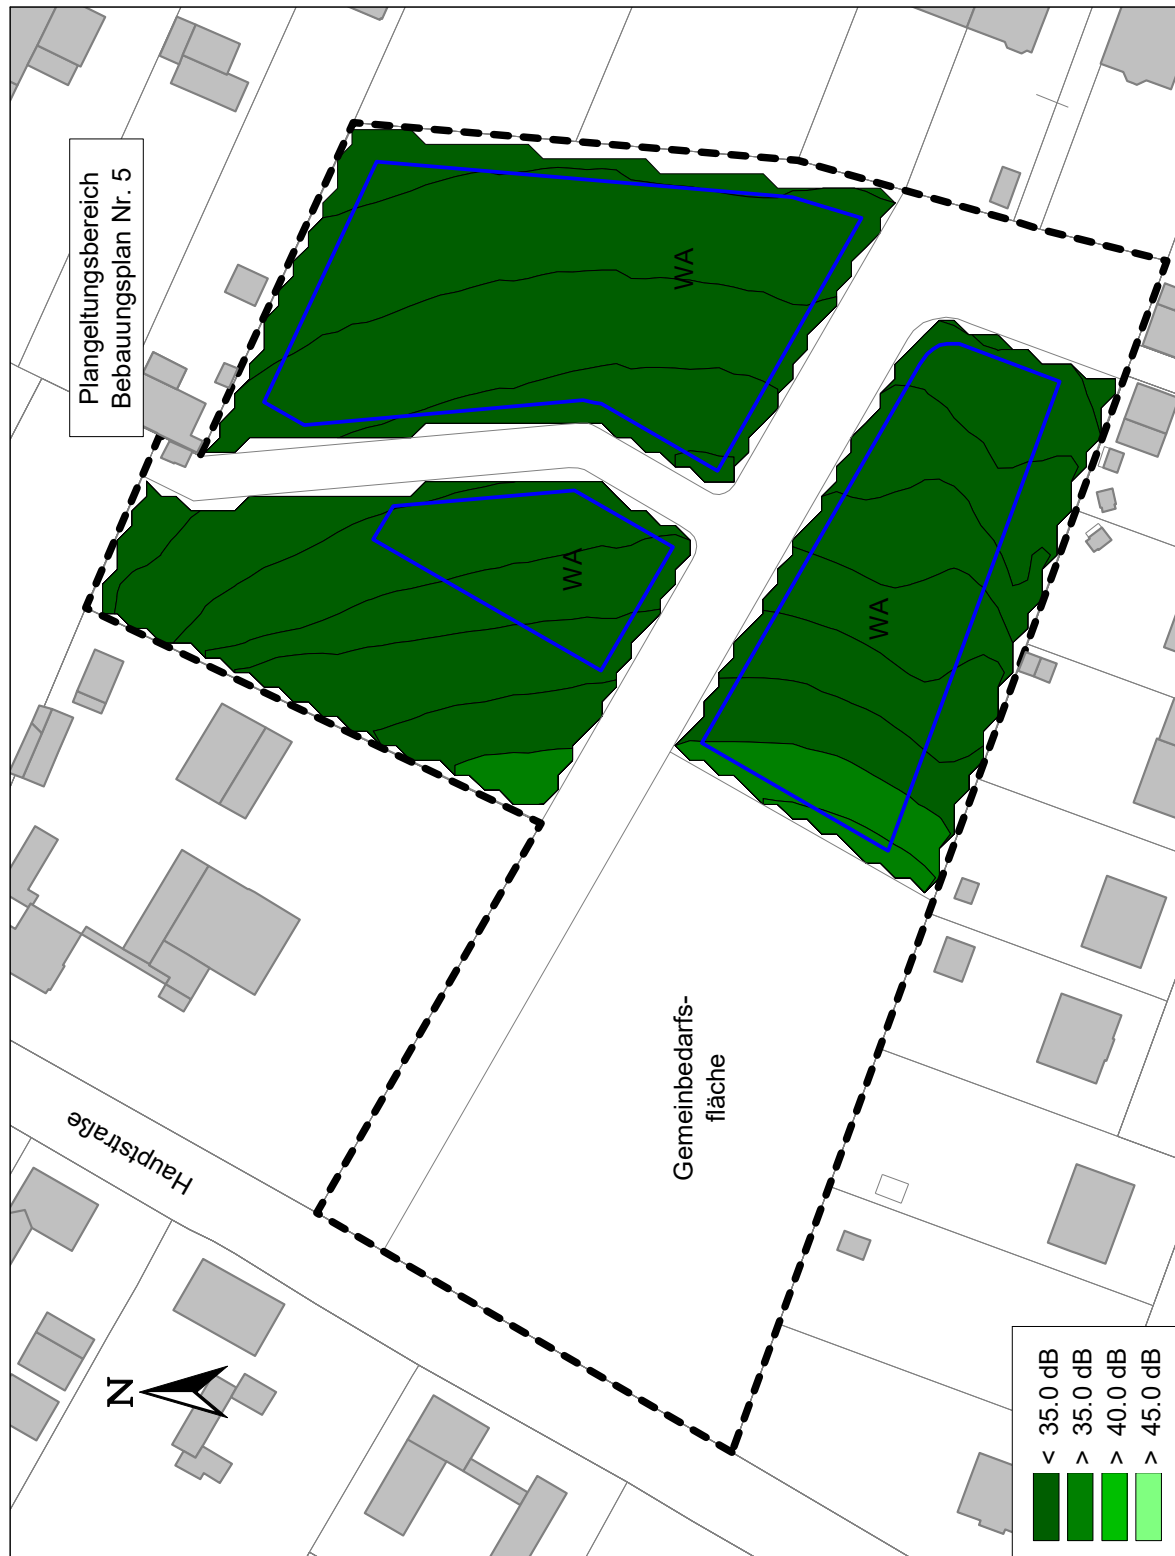 Plangeltungsbereich
Bebauungsplan Nr. 5
WA
WA
WA
Gemeinbedarfs-
fläche
Hauptstraße
N
< 35.0 dB
> 35.0 dB
> 40.0 dB
> 45.0 dB